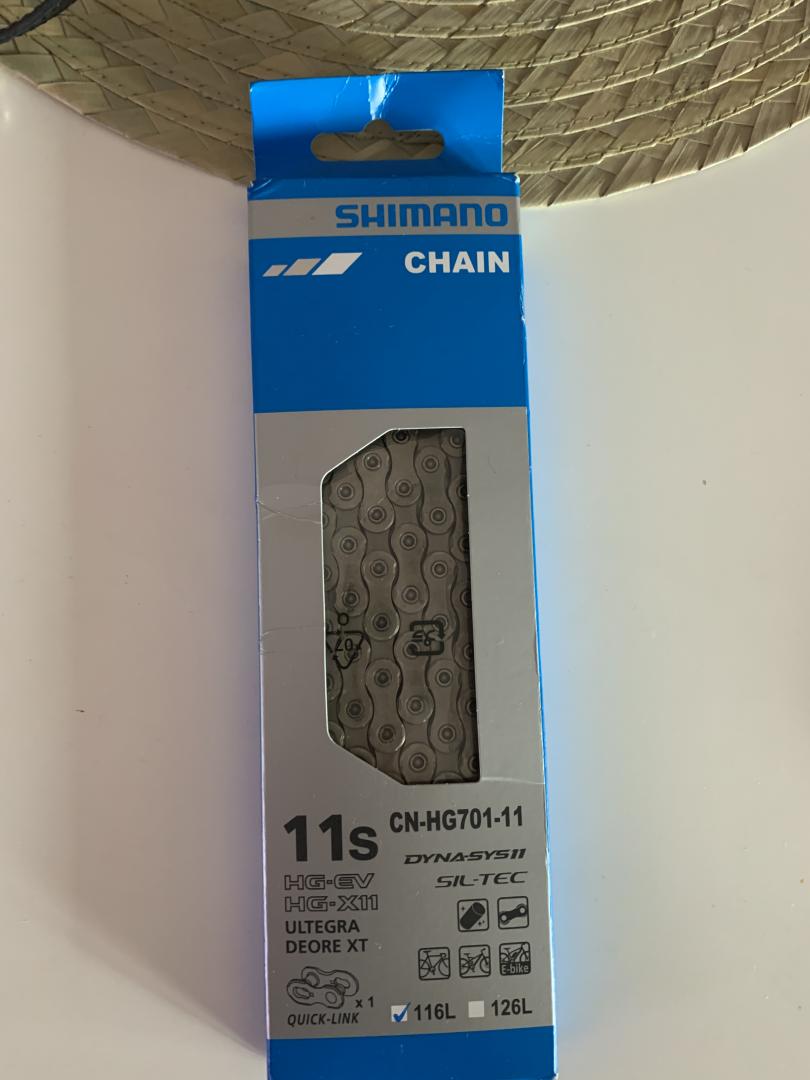 SHIMANO
CHAIN
11s
CN-HG701-11
HG-EV
HG-X11
DYNA-SYS11
SIL-TEC
ULTEGRA
DEORE XT
E-bike
x 1
QUICK-LINK
116L
126L